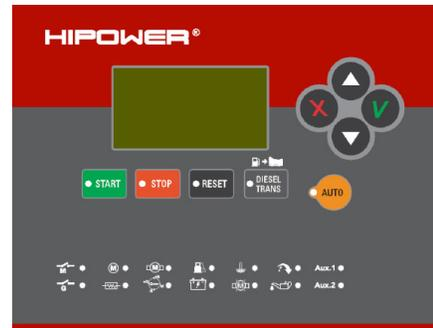 HIPOWER®
X V
START STOP RESET DIESEL TRANS AUTO
M M M Aux.1
G M Aux.2